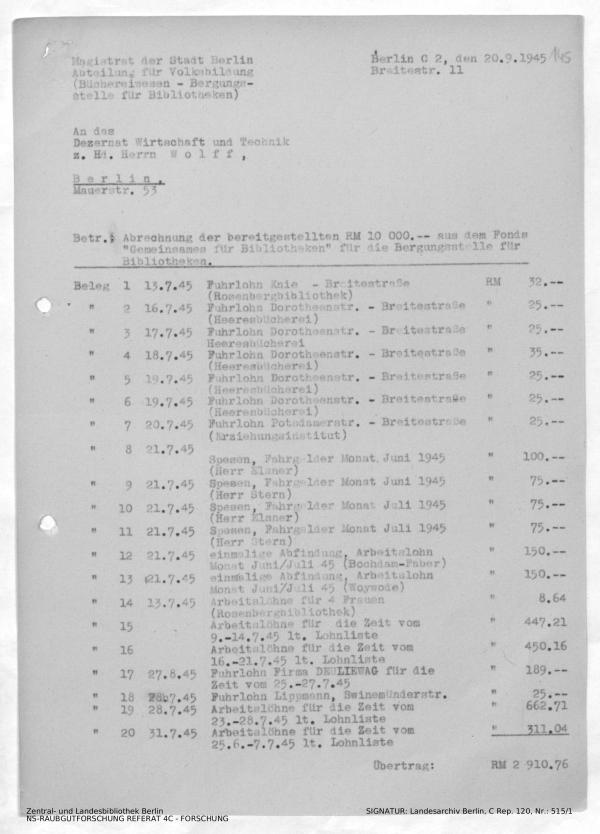 Magistrat der Stadt Berlin
Abteilung für Volksbildung
(Büchereiwesen - Bergungs-
stelle für Bibliotheken)
Berlin C 2, den 20.9.1945 145
Breitestr. 11
An das
Dezernat Wirtschaft und Technik
z. Hd. Herrn W o l f f ,
B e r l i n ,
Mauerstr. 53
Betr.: Abrechnung der bereitgestellten RM 10 000.-- aus dem Fonds
"Gemeinsames für Bibliotheken" für die Bergungsstelle für
Bibliotheken.
Beleg 1 13.7.45 Fuhrlohn Knie - Breitestraße RM 32.--
(Rosenbergbibliothek)
" 2 16.7.45 Fuhrlohn Dorotheenstr. - Breitestraße " 25.--
(Heeresbücherei)
" 3 17.7.45 Fuhrlohn Dorotheenstr. - Breitestraße " 25.--
Heeresbücherei
" 4 18.7.45 Fuhrlohn Dorotheenstr. - Breitestraße " 35.--
(Heeresbücherei)
" 5 19.7.45 Fuhrlohn Dorotheenstr. - Breitestraße " 25.--
(Heeresbücherei)
" 6 19.7.45 Fuhrlohn Dorotheenstr. - Breitestraße " 25.--
(Heeresbücherei)
" 7 20.7.45 Fuhrlohn Potsdamerstr. - Breitestraße " 25.--
(Erziehungsinstitut)
" 8 21.7.45
Spesen, Fahrgelder Monat Juni 1945 " 100.--
(Herr Elsner)
" 9 21.7.45 Spesen, Fahrgelder Monat Juni 1945 " 75.--
(Herr Stern)
" 10 21.7.45 Spesen, Fahrgelder Monat Juli 1945 " 75.--
(Herr Elsner)
" 11 21.7.45 Spesen, Fahrgelder Monat Juli 1945 " 75.--
(Herr Stern)
" 12 21.7.45 einmalige Abfindung, Arbeitslohn " 150.--
Monat Juni/Juli 45 (Bochdam-Faber)
" 13 21.7.45 einmalige Abfindung, Arbeitslohn " 150.--
Monat Juni/Juli 45 (Woywode)
" 14 13.7.45 Arbeitslöhne für 4 Frauen " 8.64
(Rosenbergbibliothek)
" 15 Arbeitslöhne für die Zeit vom " 447.21
9.-14.7.45 lt. Lohnliste
" 16 Arbeitslöhne für die Zeit vom " 450.16
16.-21.7.45 lt. Lohnliste
" 17 27.8.45 Fuhrlohn Firma DEULIEWAG für die " 189.--
Zeit vom 25.-27.7.45
" 18 Fuhrlohn Lippmann, Swinemünderstr. " 25.--
" 19 28.7.45 Arbeitslöhne für die Zeit vom " 662.71
23.-28.7.45 lt. Lohnliste
" 20 31.7.45 Arbeitslöhne für die Zeit vom " 311.04
25.6.-7.7.45 lt. Lohnliste
Übertrag: RM 2 910.76
Zentral- und Landesbibliothek Berlin
NS-RAUBGUTFORSCHUNG REFERAT 4C - FORSCHUNG
SIGNATUR: Landesarchiv Berlin, C Rep. 120, Nr.: 515/1